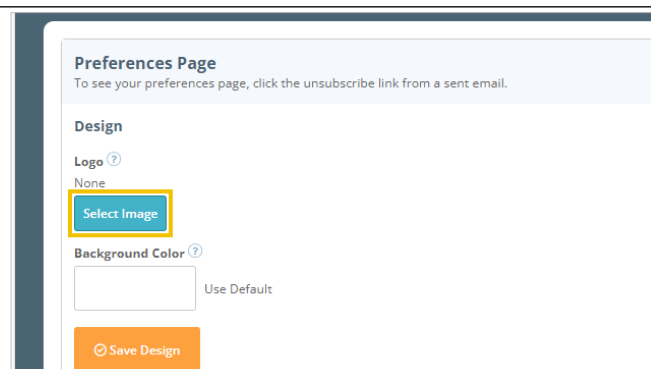 Preferences Page
To see your preferences page, click the unsubscribe link from a sent email.
Design
Logo ?
None
Select Image
Background Color ?
Use Default
Save Design